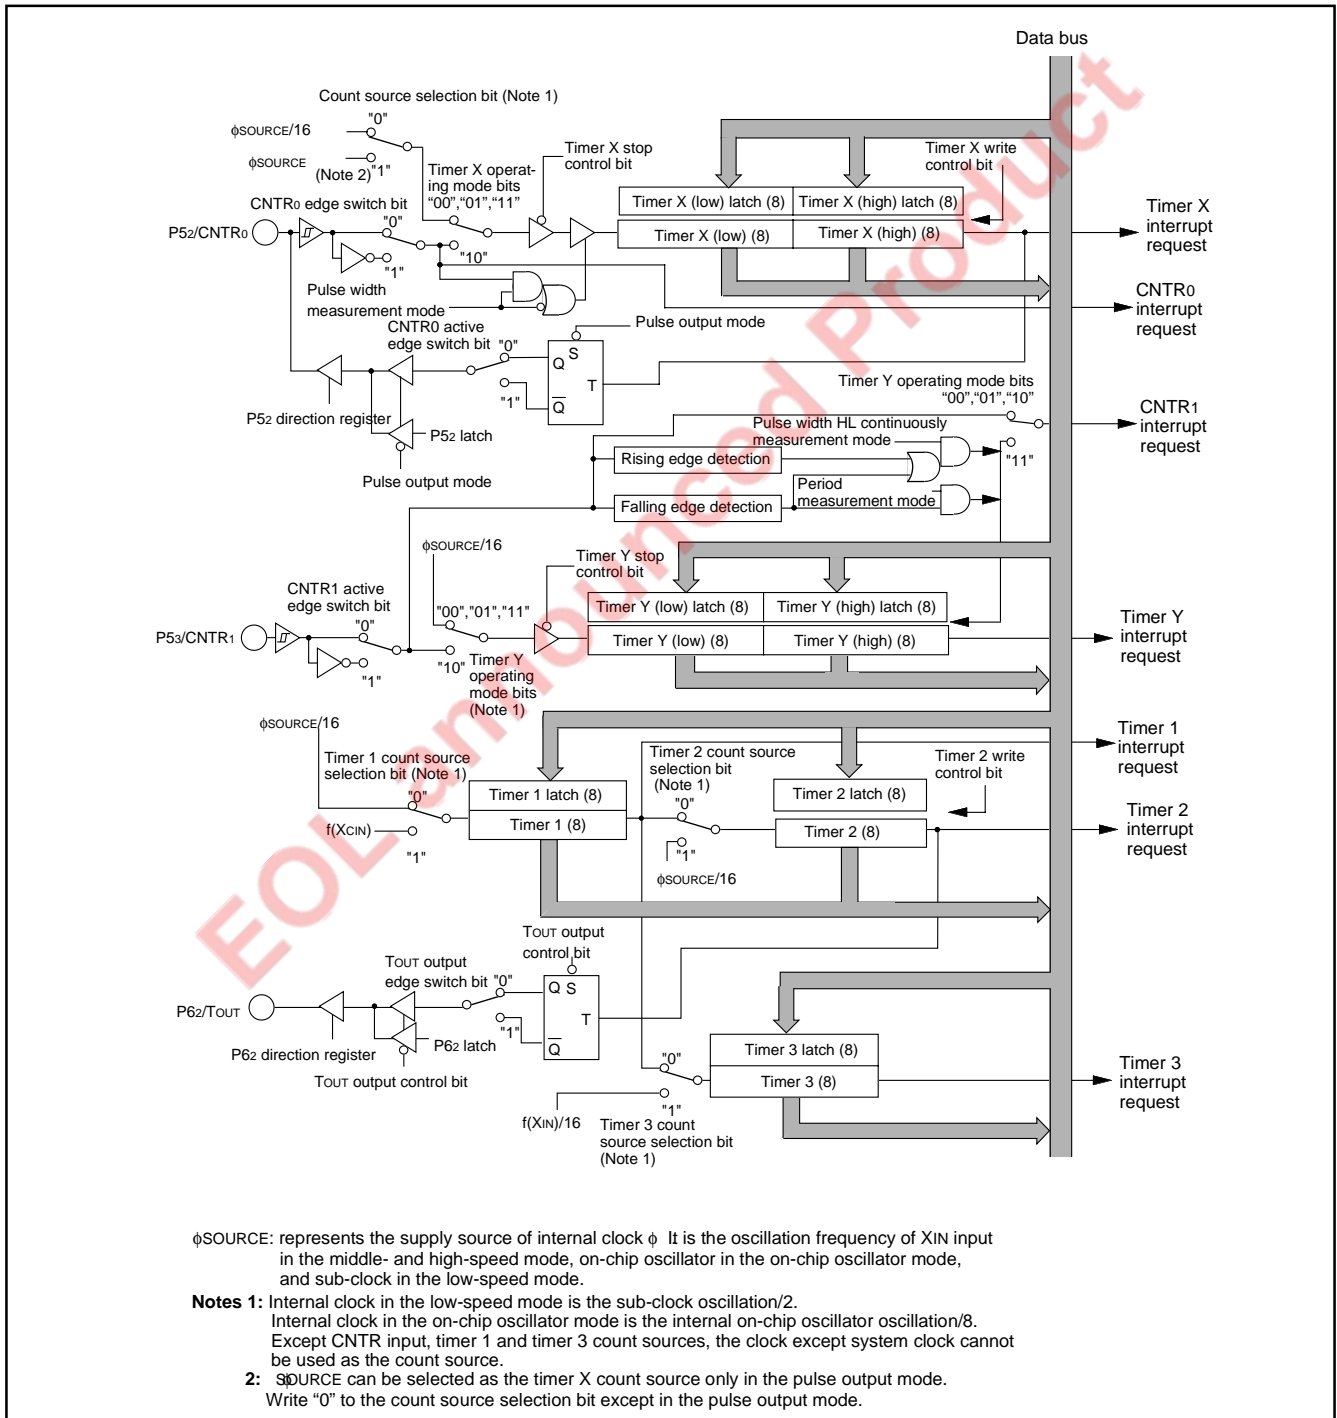 Data bus
Count source selection bit (Note 1)
"0"
φSOURCE/16
φSOURCE
(Note 2)
"1"
Timer X operat-
ing mode bits
“00”,“01”,“11”
Timer X stop
control bit
Timer X write
control bit
Timer X (low) latch (8)
Timer X (high) latch (8)
Timer X (low) (8)
Timer X (high) (8)
Timer X
interrupt
request
CNTR0 edge switch bit
P52/CNTR0
"0"
"1"
"10"
Pulse width
measurement mode
CNTR0
interrupt
request
CNTR0 active
edge switch bit
"0"
"1"
Pulse output mode
Q
S
T
Q
P52 direction register
P52 latch
Pulse output mode
Timer Y operating mode bits
“00”,“01”,“10”
"11"
CNTR1
interrupt
request
Pulse width HL continuously
measurement mode
Rising edge detection
Period
measurement mode
Falling edge detection
φSOURCE/16
Timer Y stop
control bit
CNTR1 active
edge switch bit
P53/CNTR1
"0"
"1"
"00","01","11"
"10"
Timer Y
operating
mode bits
(Note 1)
Timer Y (low) latch (8)
Timer Y (high) latch (8)
Timer Y (low) (8)
Timer Y (high) (8)
Timer Y
interrupt
request
φSOURCE/16
Timer 1 count source
selection bit (Note 1)
"0"
f(XCIN)
"1"
Timer 1 latch (8)
Timer 1 (8)
Timer 2 count source
selection bit
(Note 1)
"0"
"1"
φSOURCE/16
Timer 2 write
control bit
Timer 2 latch (8)
Timer 2 (8)
Timer 1
interrupt
request
Timer 2
interrupt
request
TOUT output
control bit
TOUT output
edge switch bit
"0"
"1"
Q
S
T
Q
P62/TOUT
P62 latch
P62 direction register
TOUT output control bit
"0"
"1"
f(XIN)/16
Timer 3 count
source selection bit
(Note 1)
Timer 3 latch (8)
Timer 3 (8)
Timer 3
interrupt
request
EOL announced Product
φSOURCE: represents the supply source of internal clock φ It is the oscillation frequency of XIN input
in the middle- and high-speed mode, on-chip oscillator in the on-chip oscillator mode,
and sub-clock in the low-speed mode.
Notes 1: Internal clock in the low-speed mode is the sub-clock oscillation/2.
Internal clock in the on-chip oscillator mode is the internal on-chip oscillator oscillation/8.
Except CNTR input, timer 1 and timer 3 count sources, the clock except system clock cannot
be used as the count source.
2: φSOURCE can be selected as the timer X count source only in the pulse output mode.
Write “0” to the count source selection bit except in the pulse output mode.